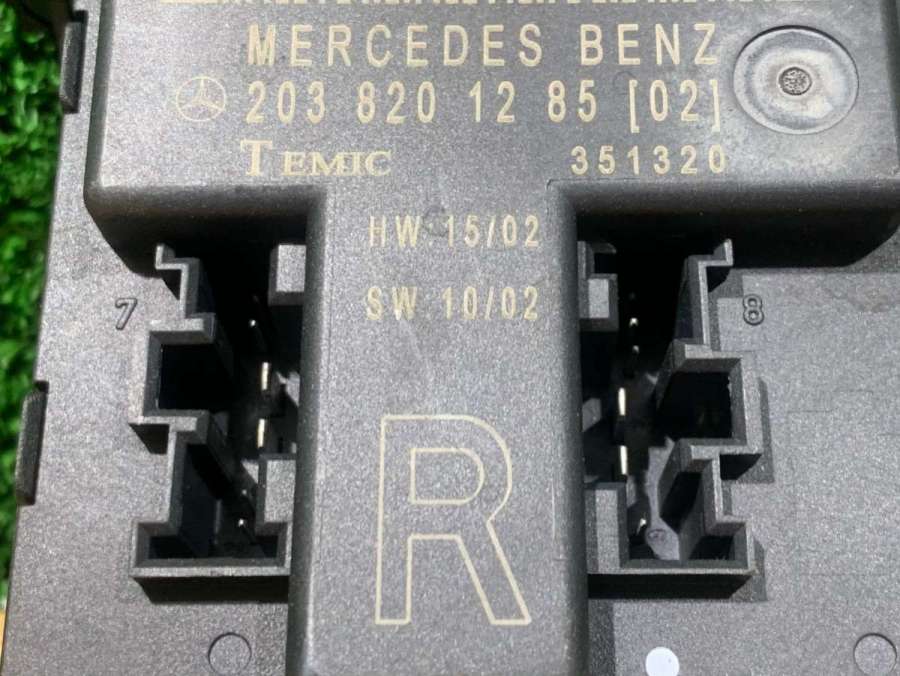 MERCEDES BENZ
203 820 12 85 [02]
TEMIC 351320
HW 15/02
SW 10/02
7 8
R